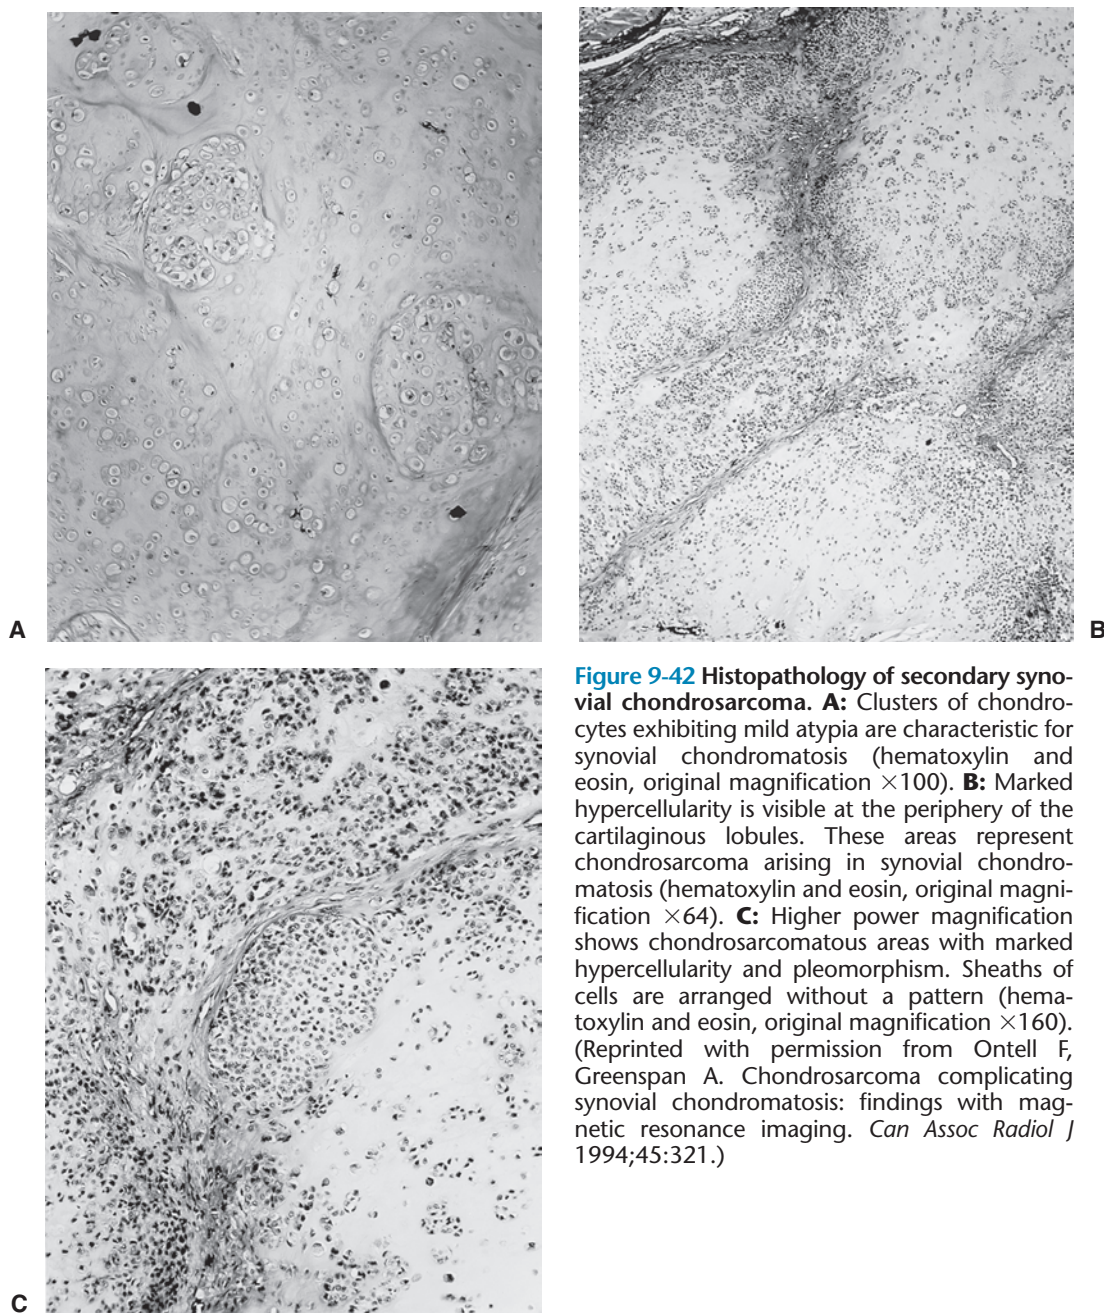 A
B
C
Figure 9-42 Histopathology of secondary syno-
vial chondrosarcoma. A: Clusters of chondro-
cytes exhibiting mild atypia are characteristic for
synovial chondromatosis (hematoxylin and
eosin, original magnification ×100). B: Marked
hypercellularity is visible at the periphery of the
cartilaginous lobules. These areas represent
chondrosarcoma arising in synovial chondro-
matosis (hematoxylin and eosin, original magni-
fication ×64). C: Higher power magnification
shows chondrosarcomatous areas with marked
hypercellularity and pleomorphism. Sheaths of
cells are arranged without a pattern (hema-
toxylin and eosin, original magnification ×160).
(Reprinted with permission from Ontell F,
Greenspan A. Chondrosarcoma complicating
synovial chondromatosis: findings with mag-
netic resonance imaging. Can Assoc Radiol J
1994;45:321.)